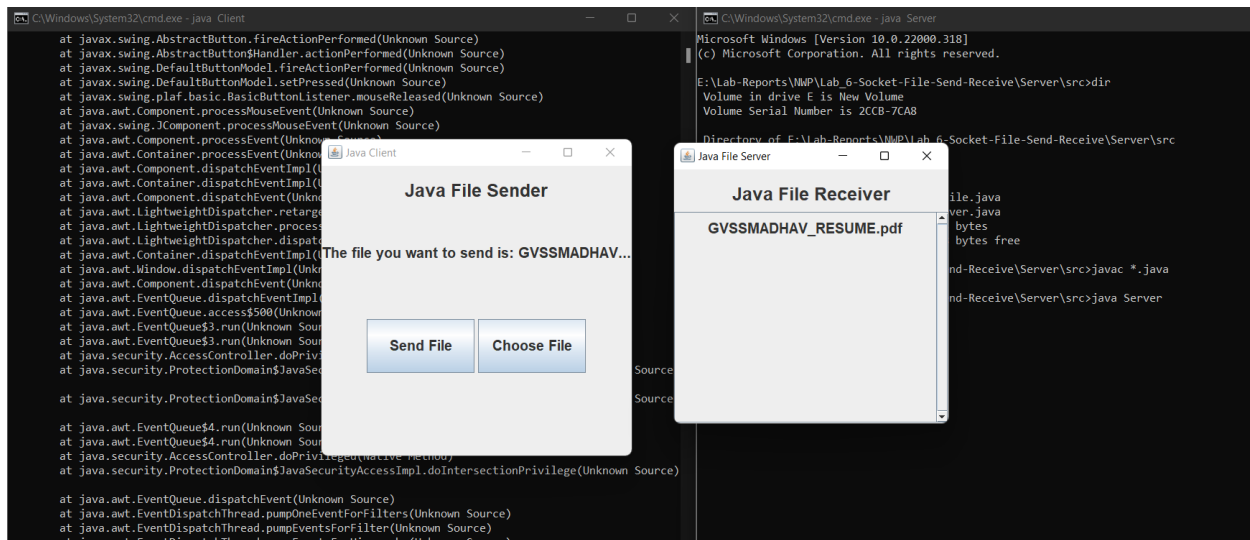 C:\Windows\System32\cmd.exe - java Client
at javax.swing.AbstractButton.fireActionPerformed(Unknown Source)
at javax.swing.AbstractButton$Handler.actionPerformed(Unknown Source)
at javax.swing.DefaultButtonModel.fireActionPerformed(Unknown Source)
at javax.swing.DefaultButtonModel.setPressed(Unknown Source)
at javax.swing.plaf.basic.BasicButtonListener.mouseReleased(Unknown Source)
at java.awt.Component.processMouseEvent(Unknown Source)
at javax.swing.JComponent.processMouseEvent(Unknown Source)
at java.awt.Component.processEvent(Unknown Source)
at java.awt.Container.processEvent(Unknow
at java.awt.Component.dispatchEventImpl(U
at java.awt.Container.dispatchEventImpl(U
at java.awt.Component.dispatchEvent(Unkno
at java.awt.LightweightDispatcher.retarge
at java.awt.LightweightDispatcher.process
at java.awt.LightweightDispatcher.dispatc
at java.awt.Container.dispatchEventImpl(U
at java.awt.Window.dispatchEventImpl(Unkn
at java.awt.Component.dispatchEvent(Unkno
at java.awt.EventQueue.dispatchEventImpl(
at java.awt.EventQueue.access$500(Unknown
at java.awt.EventQueue$3.run(Unknown Sour
at java.awt.EventQueue$3.run(Unknown Sour
at java.security.AccessController.doPrivi
at java.security.ProtectionDomain$JavaSec Source
at java.security.ProtectionDomain$JavaSec Source
at java.awt.EventQueue$4.run(Unknown Sour
at java.awt.EventQueue$4.run(Unknown Sour
at java.security.AccessController.doPrivileged(Native Method)
at java.security.ProtectionDomain$JavaSecurityAccessImpl.doIntersectionPrivilege(Unknown Source)
at java.awt.EventQueue.dispatchEvent(Unknown Source)
at java.awt.EventDispatchThread.pumpOneEventForFilters(Unknown Source)
at java.awt.EventDispatchThread.pumpEventsForFilter(Unknown Source)
Java Client
Java File Sender
The file you want to send is: GVSSMADHAV...
Send File
Choose File
C:\Windows\System32\cmd.exe - java Server
Microsoft Windows [Version 10.0.22000.318]
(c) Microsoft Corporation. All rights reserved.
E:\Lab-Reports\NWP\Lab_6-Socket-File-Send-Receive\Server\src>dir
Volume in drive E is New Volume
Volume Serial Number is 2CCB-7CA8
Directory of E:\Lab-Reports\NWP\Lab_6-Socket-File-Send-Receive\Server\src
ile.java
ver.java
bytes
bytes free
nd-Receive\Server\src>javac *.java
nd-Receive\Server\src>java Server
Java File Server
Java File Receiver
GVSSMADHAV_RESUME.pdf